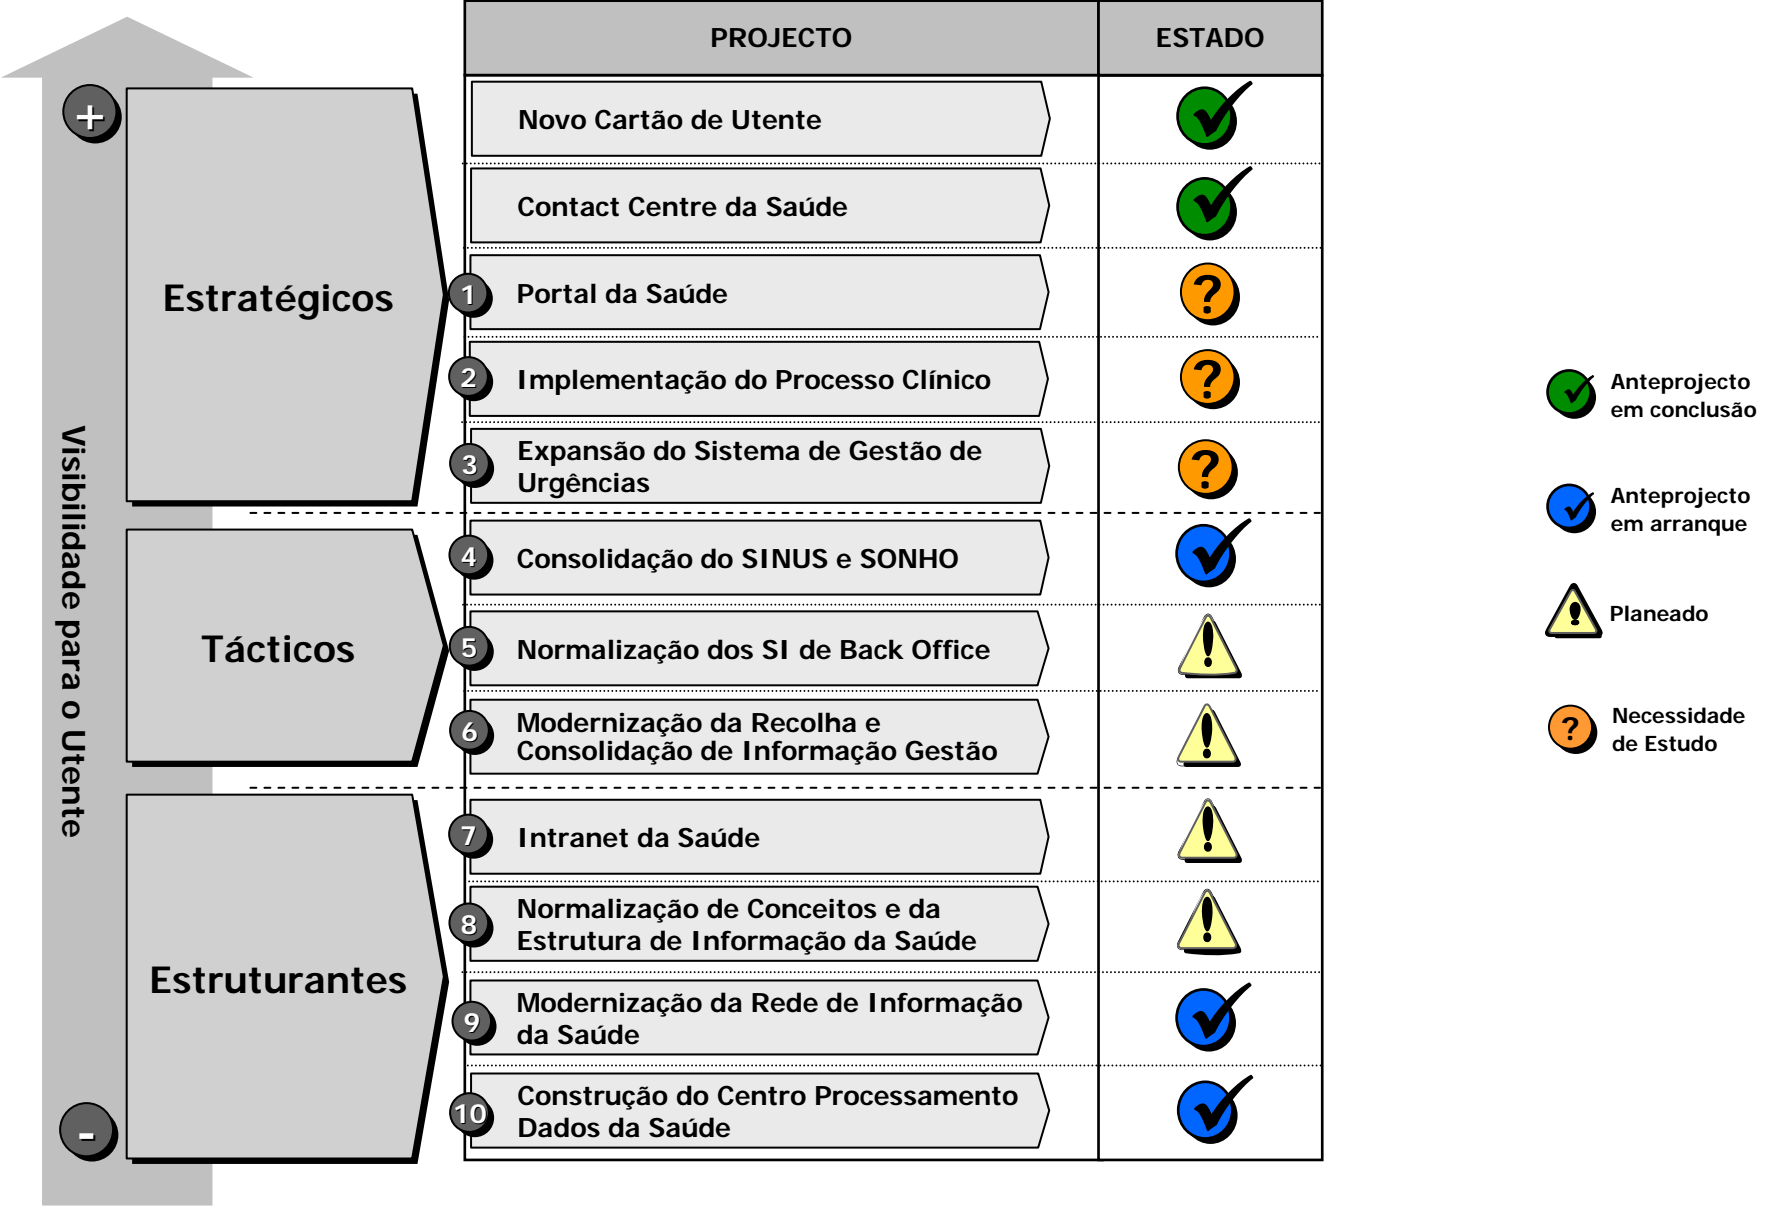 PROJECTO
ESTADO
+
Estratégicos
Novo Cartão de Utente
Contact Centre da Saúde
1
Portal da Saúde
?
2
Implementação do Processo Clínico
?
3
Expansão do Sistema de Gestão de
Urgências
?
Visibilidade para o Utente
Tácticos
4
Consolidação do SINUS e SONHO
5
Normalização dos SI de Back Office
!
6
Modernização da Recolha e
Consolidação de Informação Gestão
!
Estruturantes
7
Intranet da Saúde
!
8
Normalização de Conceitos e da
Estrutura de Informação da Saúde
!
9
Modernização da Rede de Informação
da Saúde
10
Construção do Centro Processamento
Dados da Saúde
-
Anteprojecto
em conclusão
Anteprojecto
em arranque
!
Planeado
?
Necessidade
de Estudo